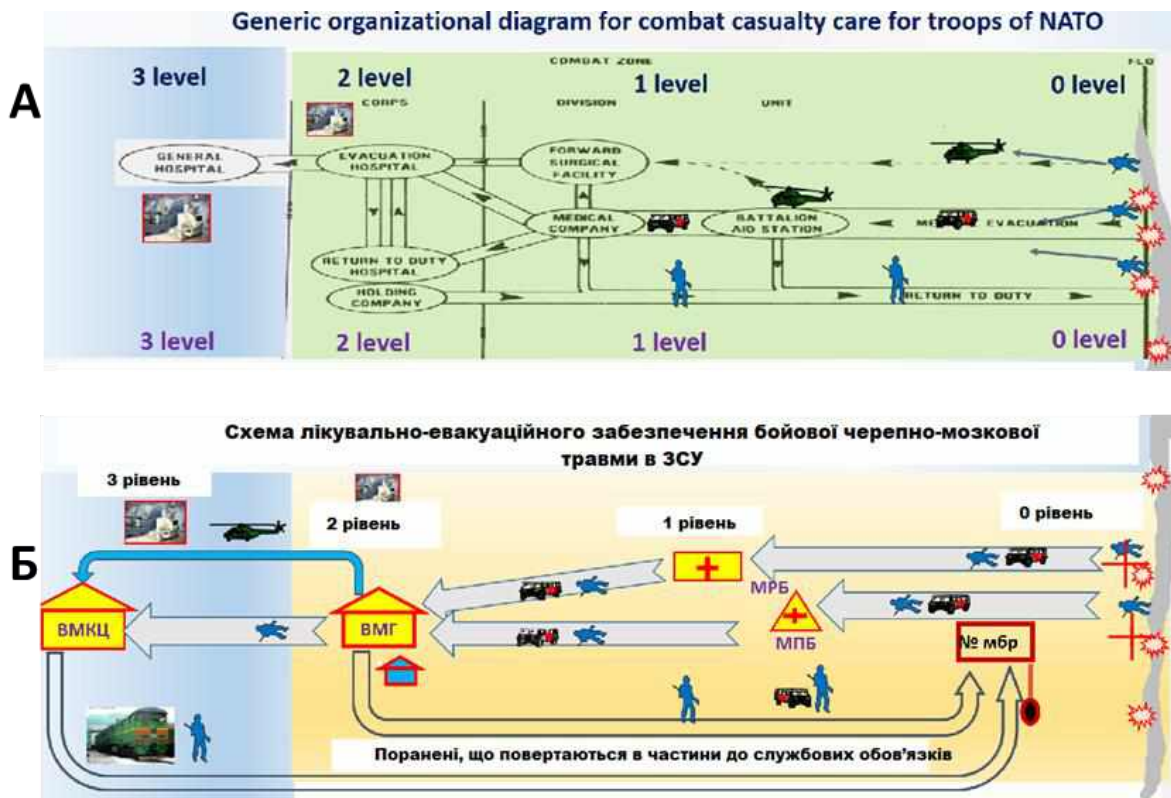 Generic organizational diagram for combat casualty care for troops of NATO
А
COMBAT ZONE
3 level
2 level
1 level
0 level
CORPS
DIVISION
UNIT
GENERAL
HOSPITAL
EVACUATION
HOSPITAL
FORWARD
SURGICAL
FACILITY
MEDICAL
COMPANY
BATTALION
AID STATION
EVACUATION
RETURN TO DUTY
HOSPITAL
HOLDING
COMPANY
RETURN TO DUTY
3 level
2 level
1 level
0 level
Схема лікувально-евакуаційного забезпечення бойової черепно-мозкової
травми в ЗСУ
Б
3 рівень
2 рівень
1 рівень
0 рівень
МРБ
ВМКЦ
ВМГ
МПБ
№ мбр
Поранені, що повертаються в частини до службових обов’язків